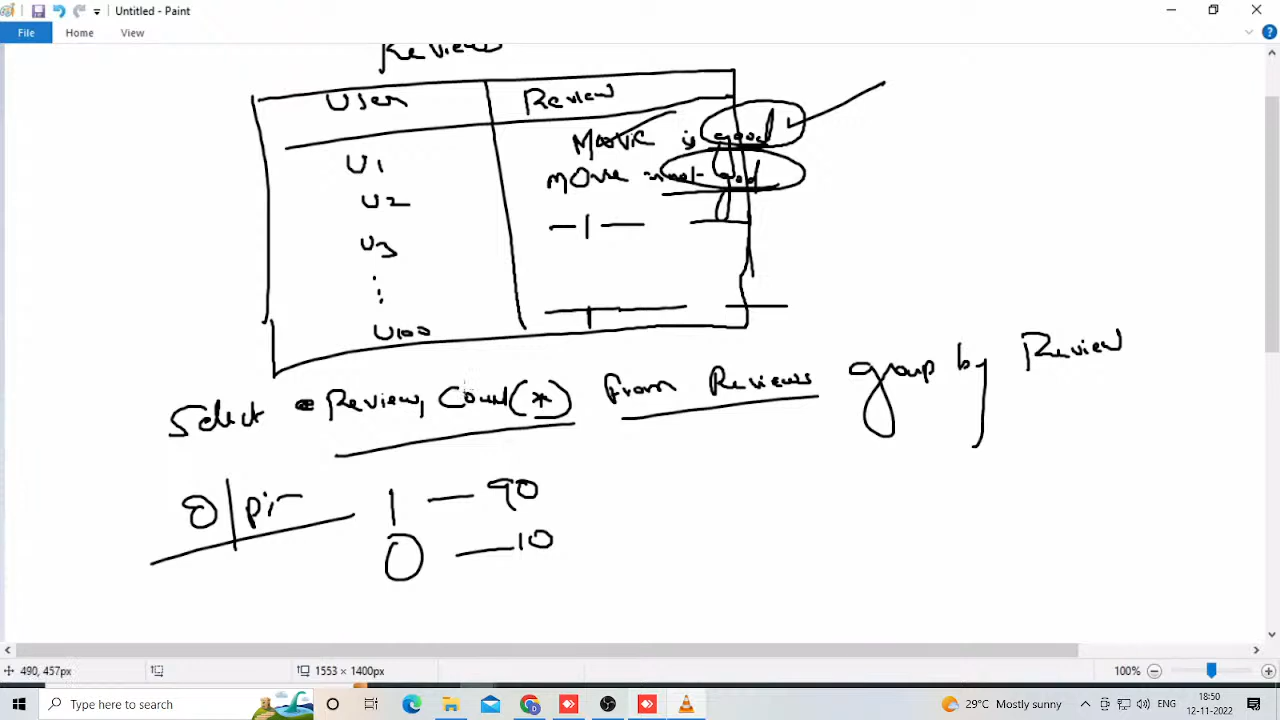 Untitled - Paint
File Home View
Reviews
User Review
U1 Movie is good
U2 movie is not good
U3
U100
Select Review, Count(*) From Reviews group by Review
O/p
1 — 90
0 — 10
490, 457px 1553 × 1400px 100%
Type here to search 29°C Mostly sunny ENG 18:50
12-11-2022